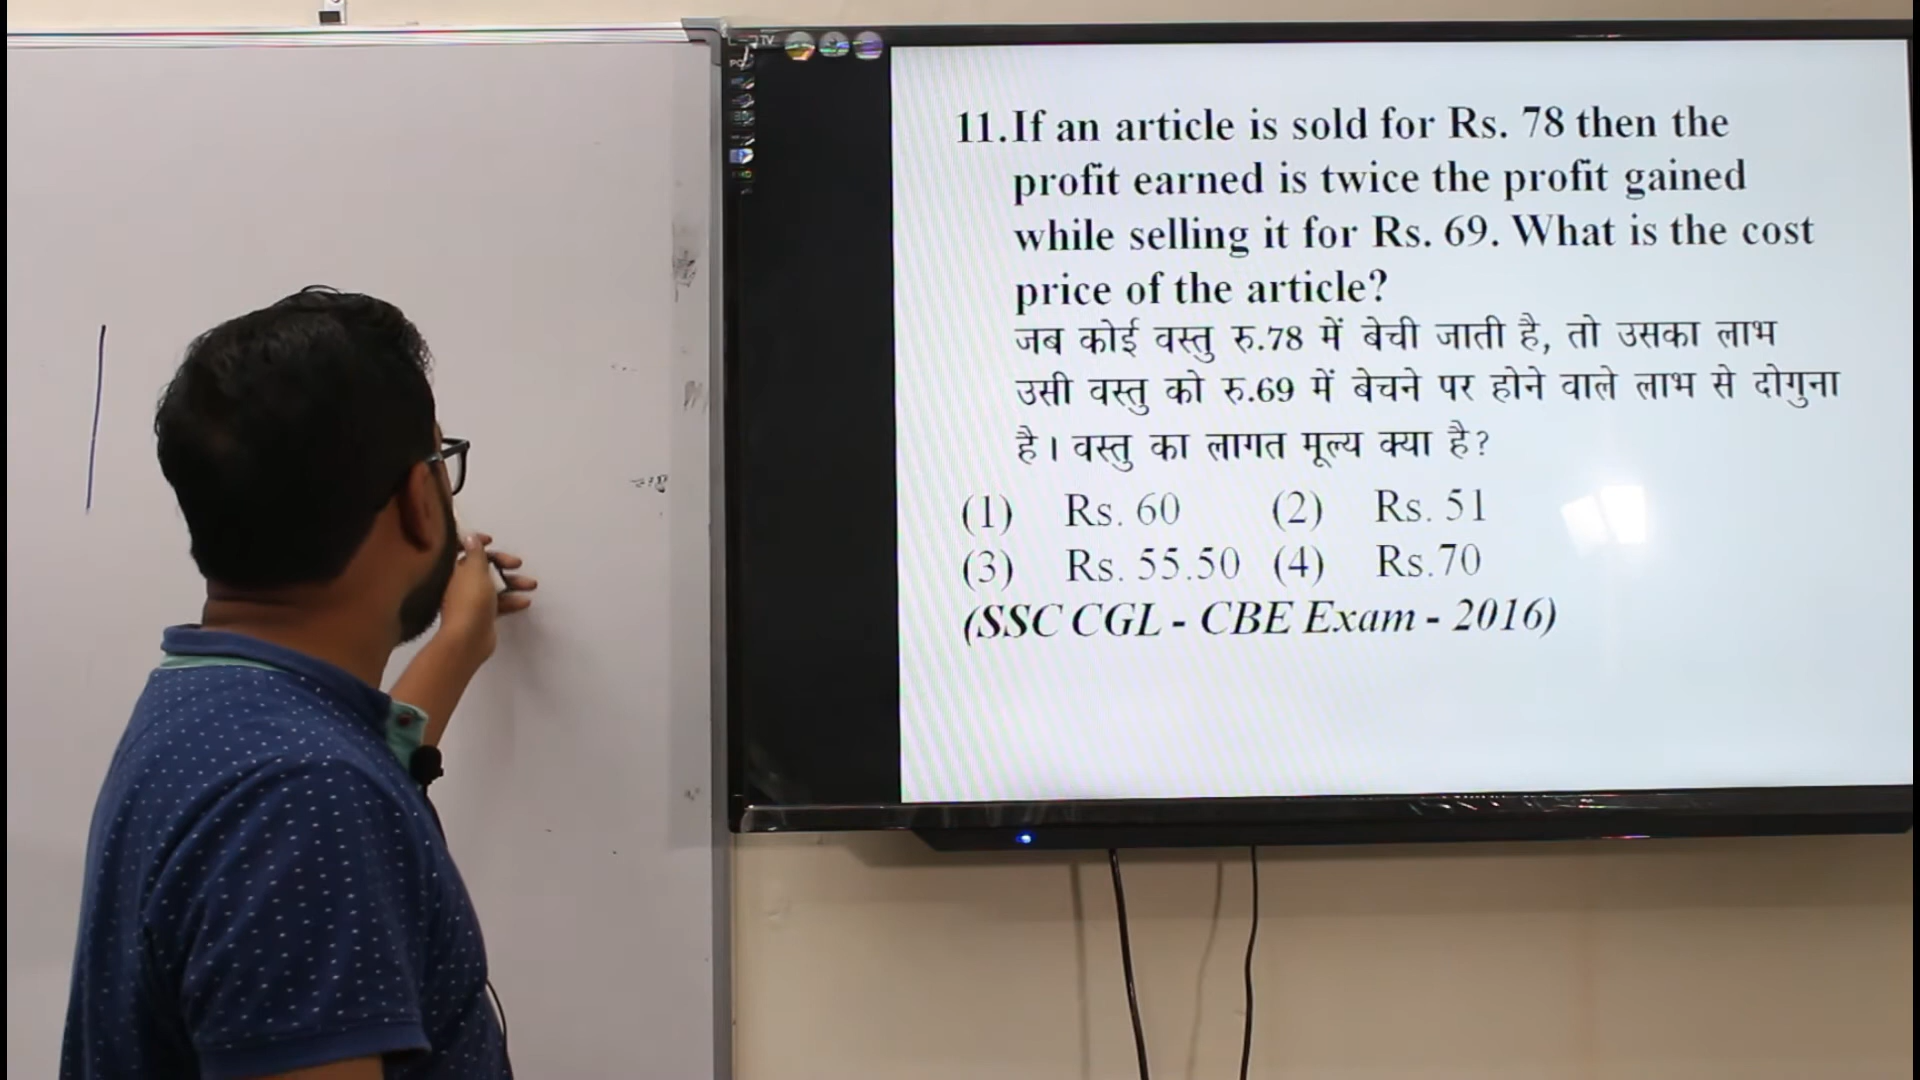 TV
11.If an article is sold for Rs. 78 then the
profit earned is twice the profit gained
while selling it for Rs. 69. What is the cost
price of the article?
जब कोई वस्तु रु.78 में बेची जाती है, तो उसका लाभ
उसी वस्तु को रु.69 में बेचने पर होने वाले लाभ से दोगुना
है। वस्तु का लागत मूल्य क्या है?
(1) Rs. 60 (2) Rs. 51
(3) Rs. 55.50 (4) Rs.70
(SSC CGL - CBE Exam - 2016)